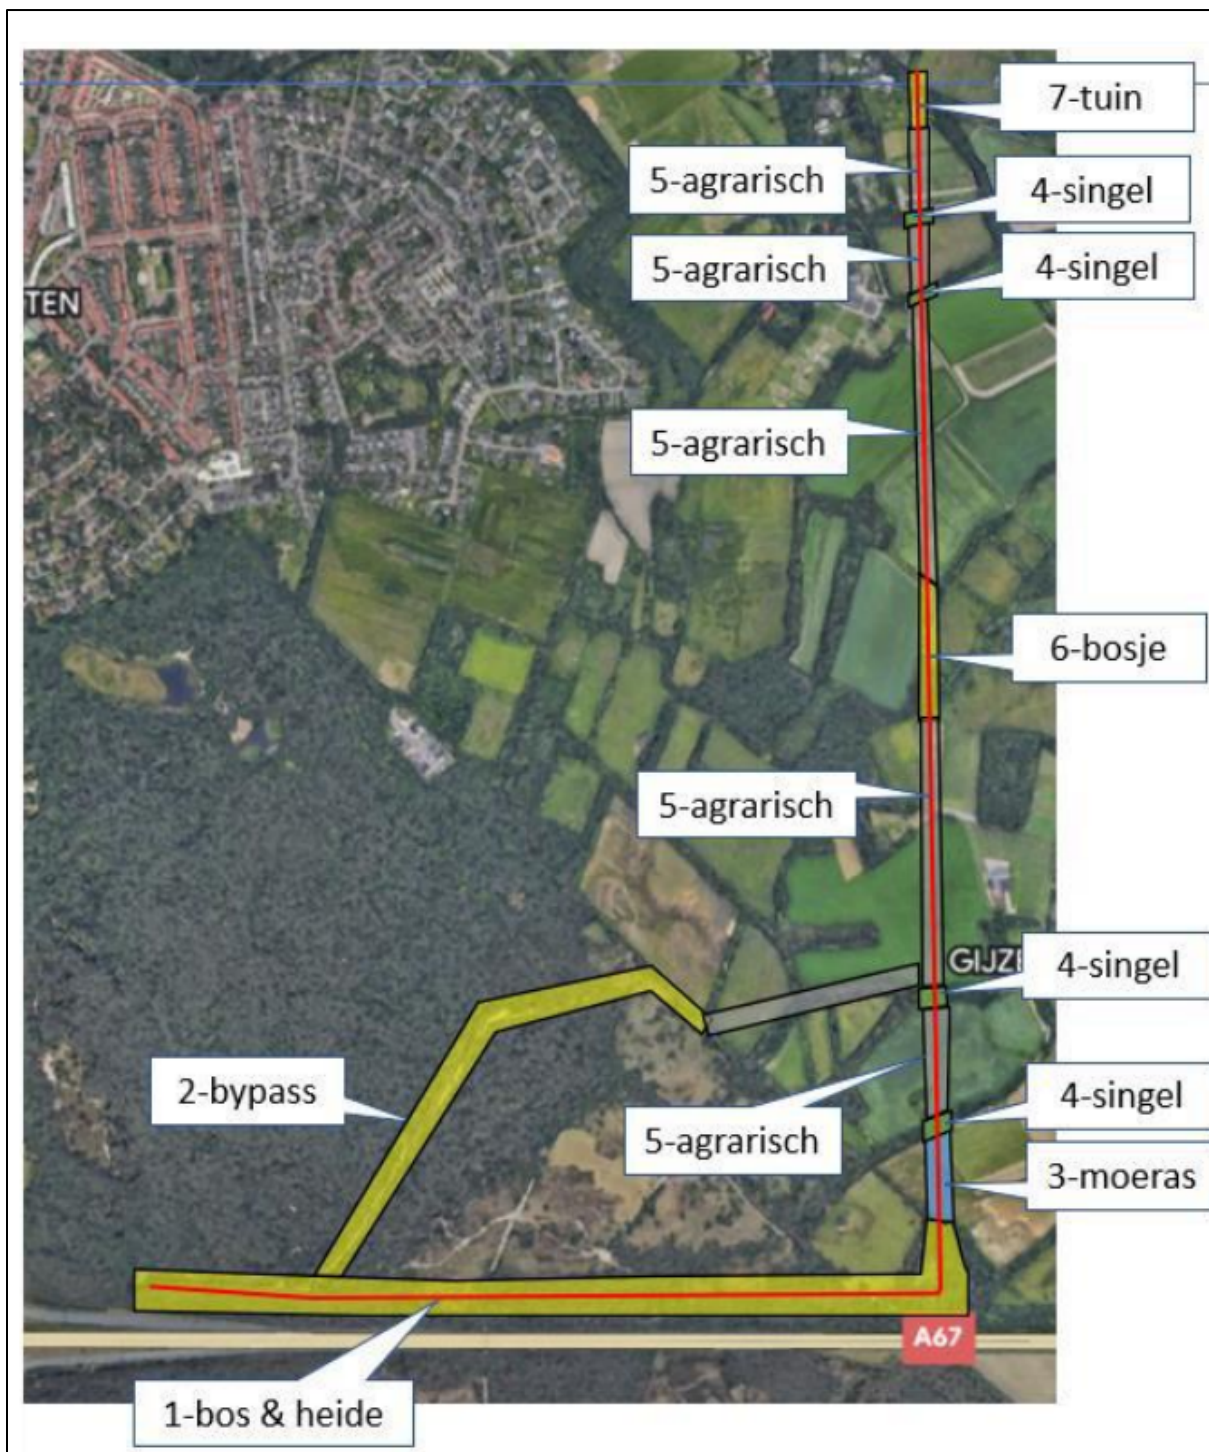 7-tuin
5-agrarisch
4-singel
5-agrarisch
4-singel
TEN
5-agrarisch
6-bosje
5-agrarisch
GIJZE
4-singel
2-bypass
4-singel
5-agrarisch
3-moeras
A67
1-bos & heide